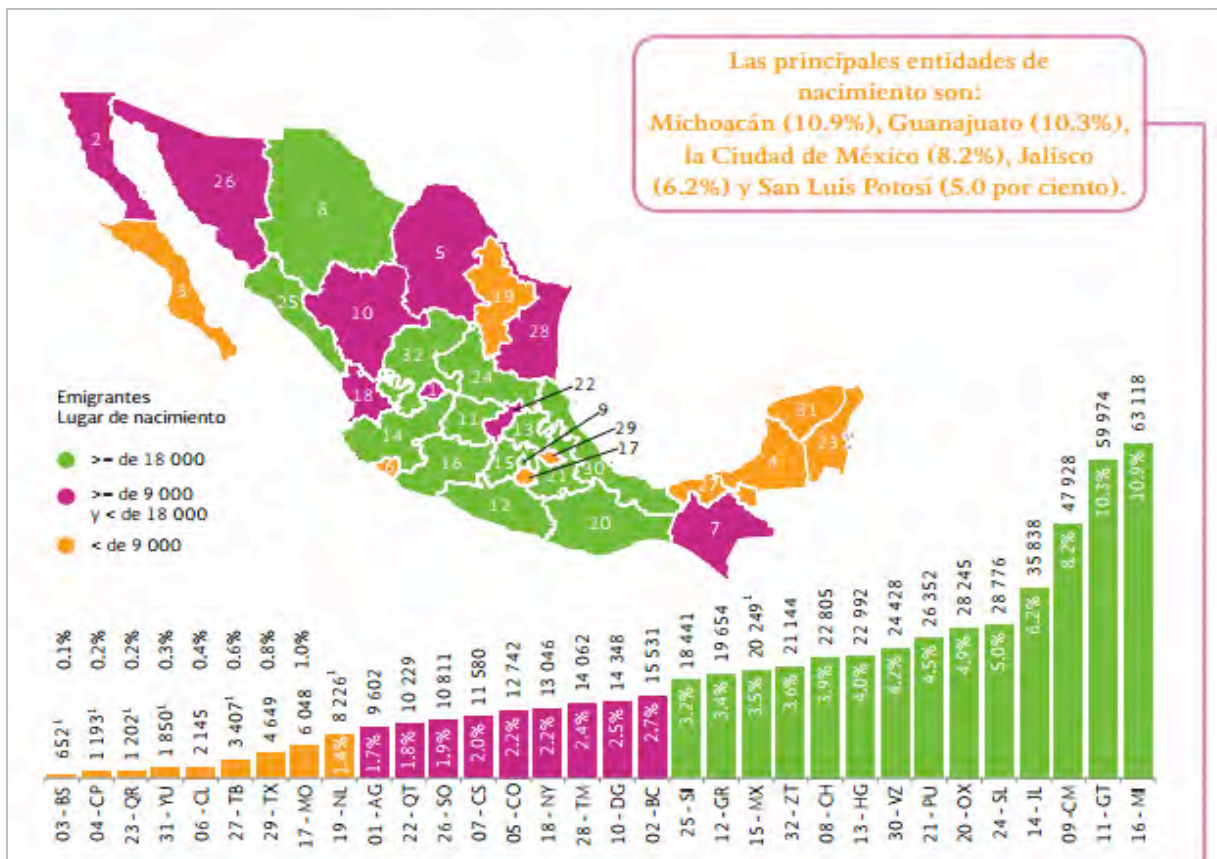 Las principales entidades de
nacimiento son:
Michoacán (10.9%), Guanajuato (10.3%),
la Ciudad de México (8.2%), Jalisco
(6.2%) y San Luis Potosí (5.0 por ciento).
2
26
8
5
3
25
10
19
28
32
24
18
1
22
9
29
17
14
11
13
6
16
15
21
30
12
20
31
23
4
27
7
Emigrantes
Lugar de nacimiento
>= de 18 000
>= de 9 000
y < de 18 000
< de 9 000
0.1%
0.2%
0.2%
0.3%
0.4%
0.6%
0.8%
1.0%
1.4%
1.7%
1.8%
1.9%
2.0%
2.2%
2.2%
2.4%
2.5%
2.7%
3.2%
3.4%
3.5%
3.6%
3.9%
4.0%
4.2%
4.5%
4.9%
5.0%
6.2%
8.2%
10.3%
10.9%
652¹
1 193¹
1 202¹
1 850¹
2 145
3 407¹
4 649
6 048
8 226¹
9 602
10 229
10 811
11 580
12 742
13 046
14 062
14 348
15 531
18 441
19 654
20 249¹
21 144
22 805
22 992
24 428
26 352
28 245
28 776
35 838
47 928
59 974
63 118
03 - BS
04 - CP
23 - QR
31 - YU
06 - CL
27 - TB
29 - TX
17 - MO
19 - NL
01 - AG
22 - QT
26 - SO
07 - CS
05 - CO
18 - NY
28 - TM
10 - DG
02 - BC
25 - SI
12 - GR
15 - MX
32 - ZT
08 - CH
13 - HG
30 - VZ
21 - PU
20 - OX
24 - SL
14 - JL
09 -CM
11 - GT
16 - MI